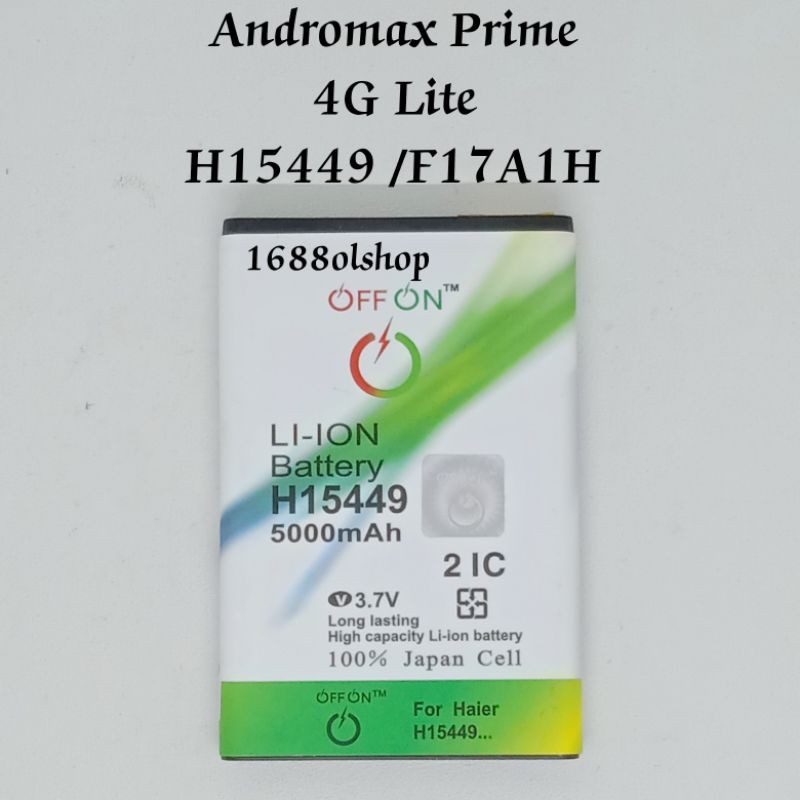 Andromax Prime
4G Lite
H15449 /F17A1H
1688olshop
OFF ON™
LI-ION
Battery
H15449
5000mAh
2 IC
V 3.7V
Long lasting
High capacity Li-ion battery
100% Japan Cell
OFF ON™
For Haier
H15449...